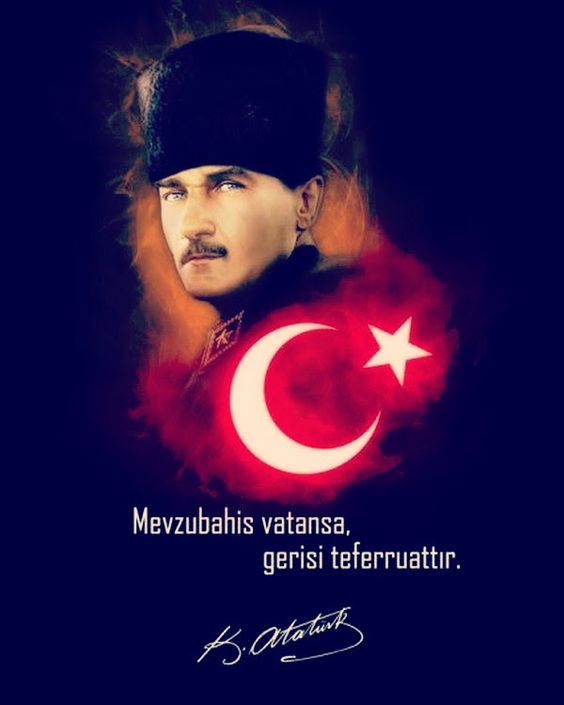 Mevzubahis vatansa,
gerisi teferruattır.
K. Atatürk